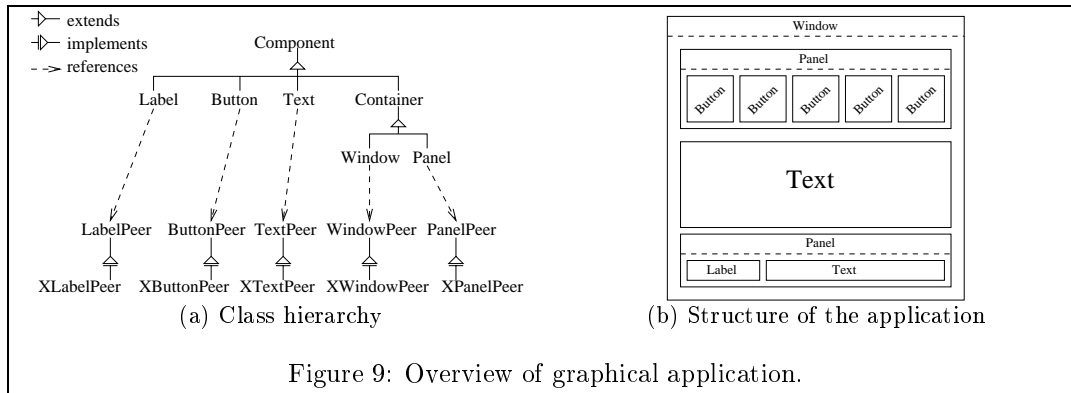 extends
implements
references
Component
Label Button Text Container
Window Panel
LabelPeer ButtonPeer TextPeer WindowPeer PanelPeer
XLabelPeer XButtonPeer XTextPeer XWindowPeer XPanelPeer
(a) Class hierarchy
Window
Panel
Button Button Button Button Button
Text
Panel
Label Text
(b) Structure of the application
Figure 9: Overview of graphical application.